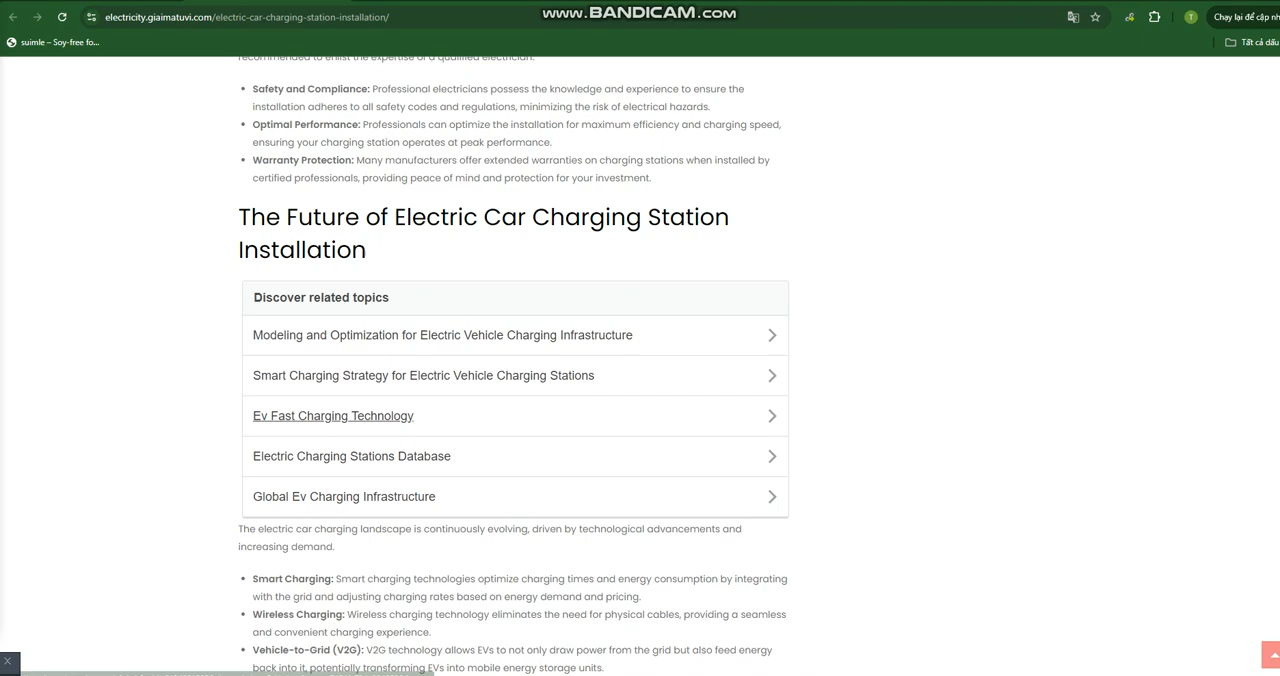 www.BANDICAM.com
electricity.giaimatuvi.com/electric-car-charging-station-installation/
T
Chạy lại để cập nh
suimle – Soy-free fo...
Tất cả dấu
recommended to enlist the expertise of a qualified electrician.
• Safety and Compliance: Professional electricians possess the knowledge and experience to ensure the
installation adheres to all safety codes and regulations, minimizing the risk of electrical hazards.
• Optimal Performance: Professionals can optimize the installation for maximum efficiency and charging speed,
ensuring your charging station operates at peak performance.
• Warranty Protection: Many manufacturers offer extended warranties on charging stations when installed by
certified professionals, providing peace of mind and protection for your investment.
The Future of Electric Car Charging Station
Installation
Discover related topics
Modeling and Optimization for Electric Vehicle Charging Infrastructure
Smart Charging Strategy for Electric Vehicle Charging Stations
Ev Fast Charging Technology
Electric Charging Stations Database
Global Ev Charging Infrastructure
The electric car charging landscape is continuously evolving, driven by technological advancements and
increasing demand.
• Smart Charging: Smart charging technologies optimize charging times and energy consumption by integrating
with the grid and adjusting charging rates based on energy demand and pricing.
• Wireless Charging: Wireless charging technology eliminates the need for physical cables, providing a seamless
and convenient charging experience.
• Vehicle-to-Grid (V2G): V2G technology allows EVs to not only draw power from the grid but also feed energy
back into it, potentially transforming EVs into mobile energy storage units.
X